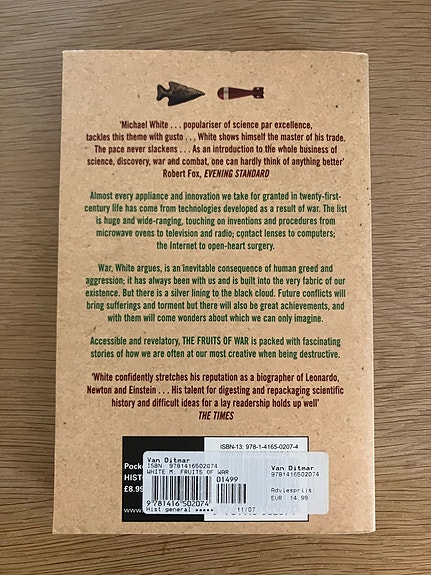 'Michael White . . . populariser of science par excellence,
tackles this theme with gusto . . , White shows himself the master of his trade.
The pace never slackens . . . As an introduction to the whole business of
science, discovery, war and combat, one can hardly think of anything better'
Robert Fox, EVENING STANDARD
Almost every appliance and innovation we take for granted in twenty-first-
century life has come from technologies developed as a result of war. The list
is huge and wide-ranging, touching on inventions and procedures from
microwave ovens to television and radio; contact lenses to computers;
the Internet to open-heart surgery.
War, White argues, is an inevitable consequence of human greed and
aggression; it has always been with us and is built into the very fabric of our
existence. But there is a silver lining to the black cloud. Future conflicts will
bring sufferings and torment but there will also be great achievements, and
with them will come wonders about which we can only imagine.
Accessible and revelatory, THE FRUITS OF WAR is packed with fascinating
stories of how we are often at our most creative when being destructive.
'White confidently stretches his reputation as a biographer of Leonardo,
Newton and Einstein . . . His talent for digesting and repackaging scientific
history and difficult ideas for a lay readership holds up well'
THE TIMES
ISBN-13: 978-1-4165-0207-4
Pocke
HIST
£8.99
www.
Van Ditmar
ISBN: 9781416502074
WHITE M. FRUITS OF WAR
01499
9 781416 502074
Hist general ***** 11/07
Van Ditmar
9781416502074
Adviesprijs
EUR 14.99